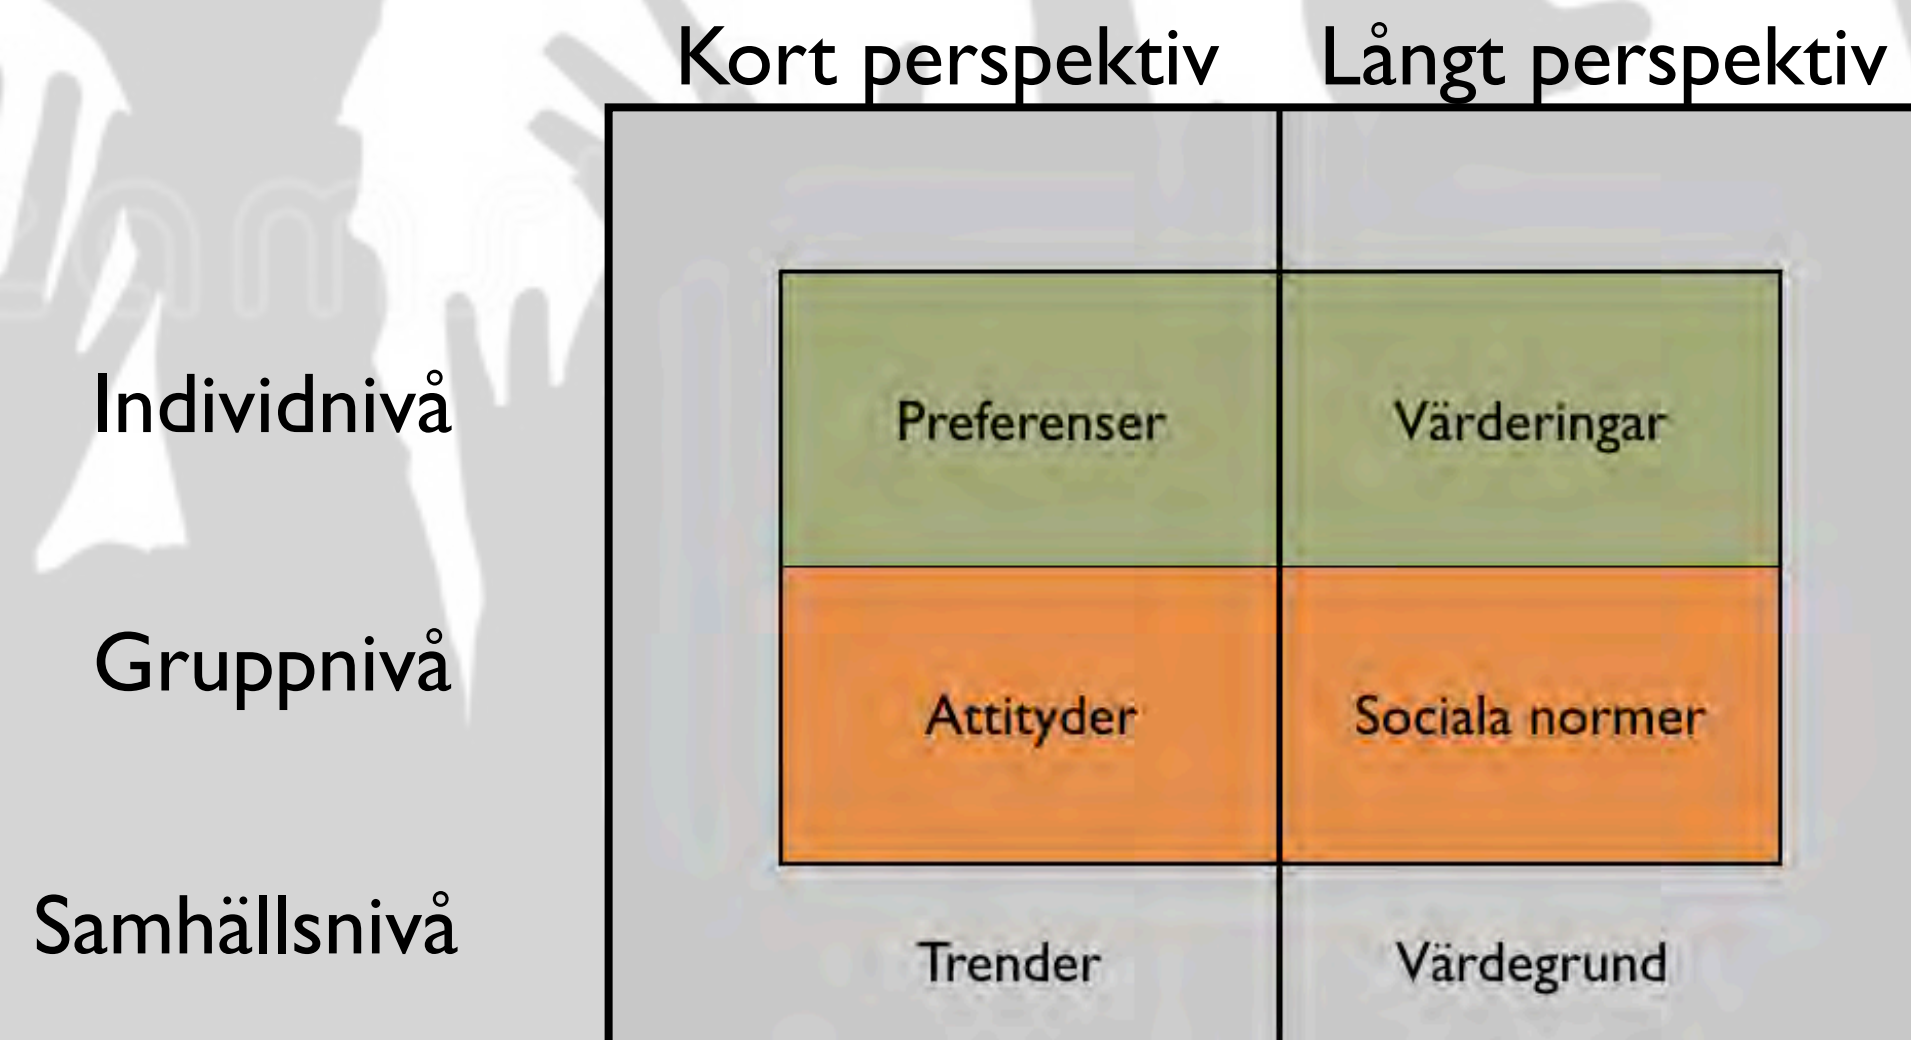 Kort perspektiv Långt perspektiv
Individnivå Preferenser Värderingar
Gruppnivå Attityder Sociala normer
Samhällsnivå Trender Värdegrund